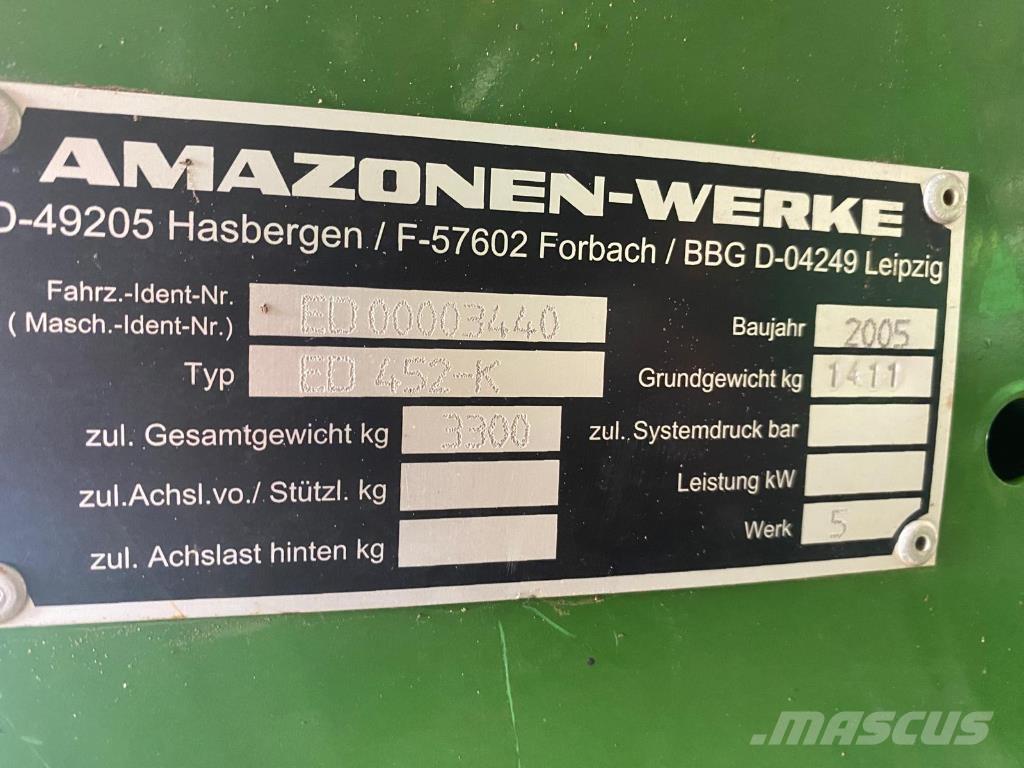 AMAZONEN-WERKE
D-49205 Hasbergen / F-57602 Forbach / BBG D-04249 Leipzig
Fahrz.-Ident-Nr.
( Masch.-Ident-Nr.) ED 00003440
Typ ED 452-K
zul. Gesamtgewicht kg 3300
zul.Achsl.vo./ Stützl. kg
zul. Achslast hinten kg
Baujahr 2005
Grundgewicht kg 1411
zul. Systemdruck bar
Leistung kW
Werk 5
MASCUS